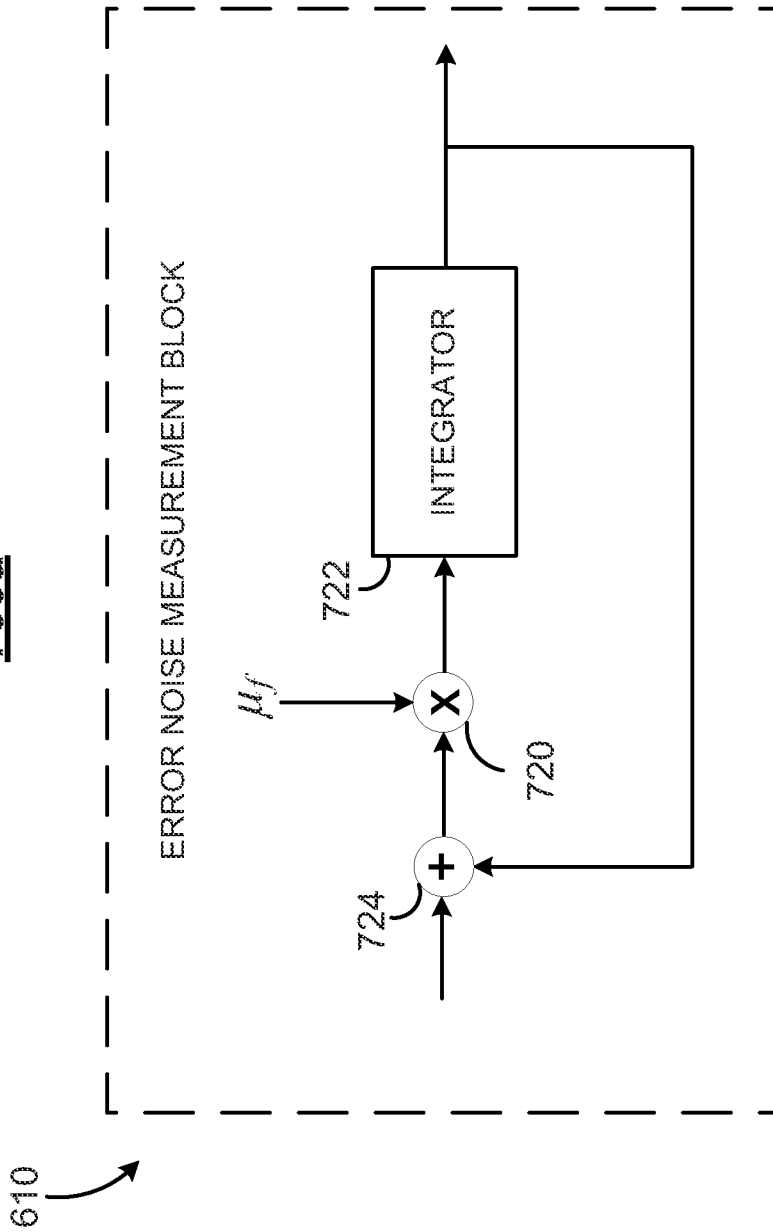 610
ERROR NOISE MEASUREMENT BLOCK
μf
724
+
720
X
722
INTEGRATOR